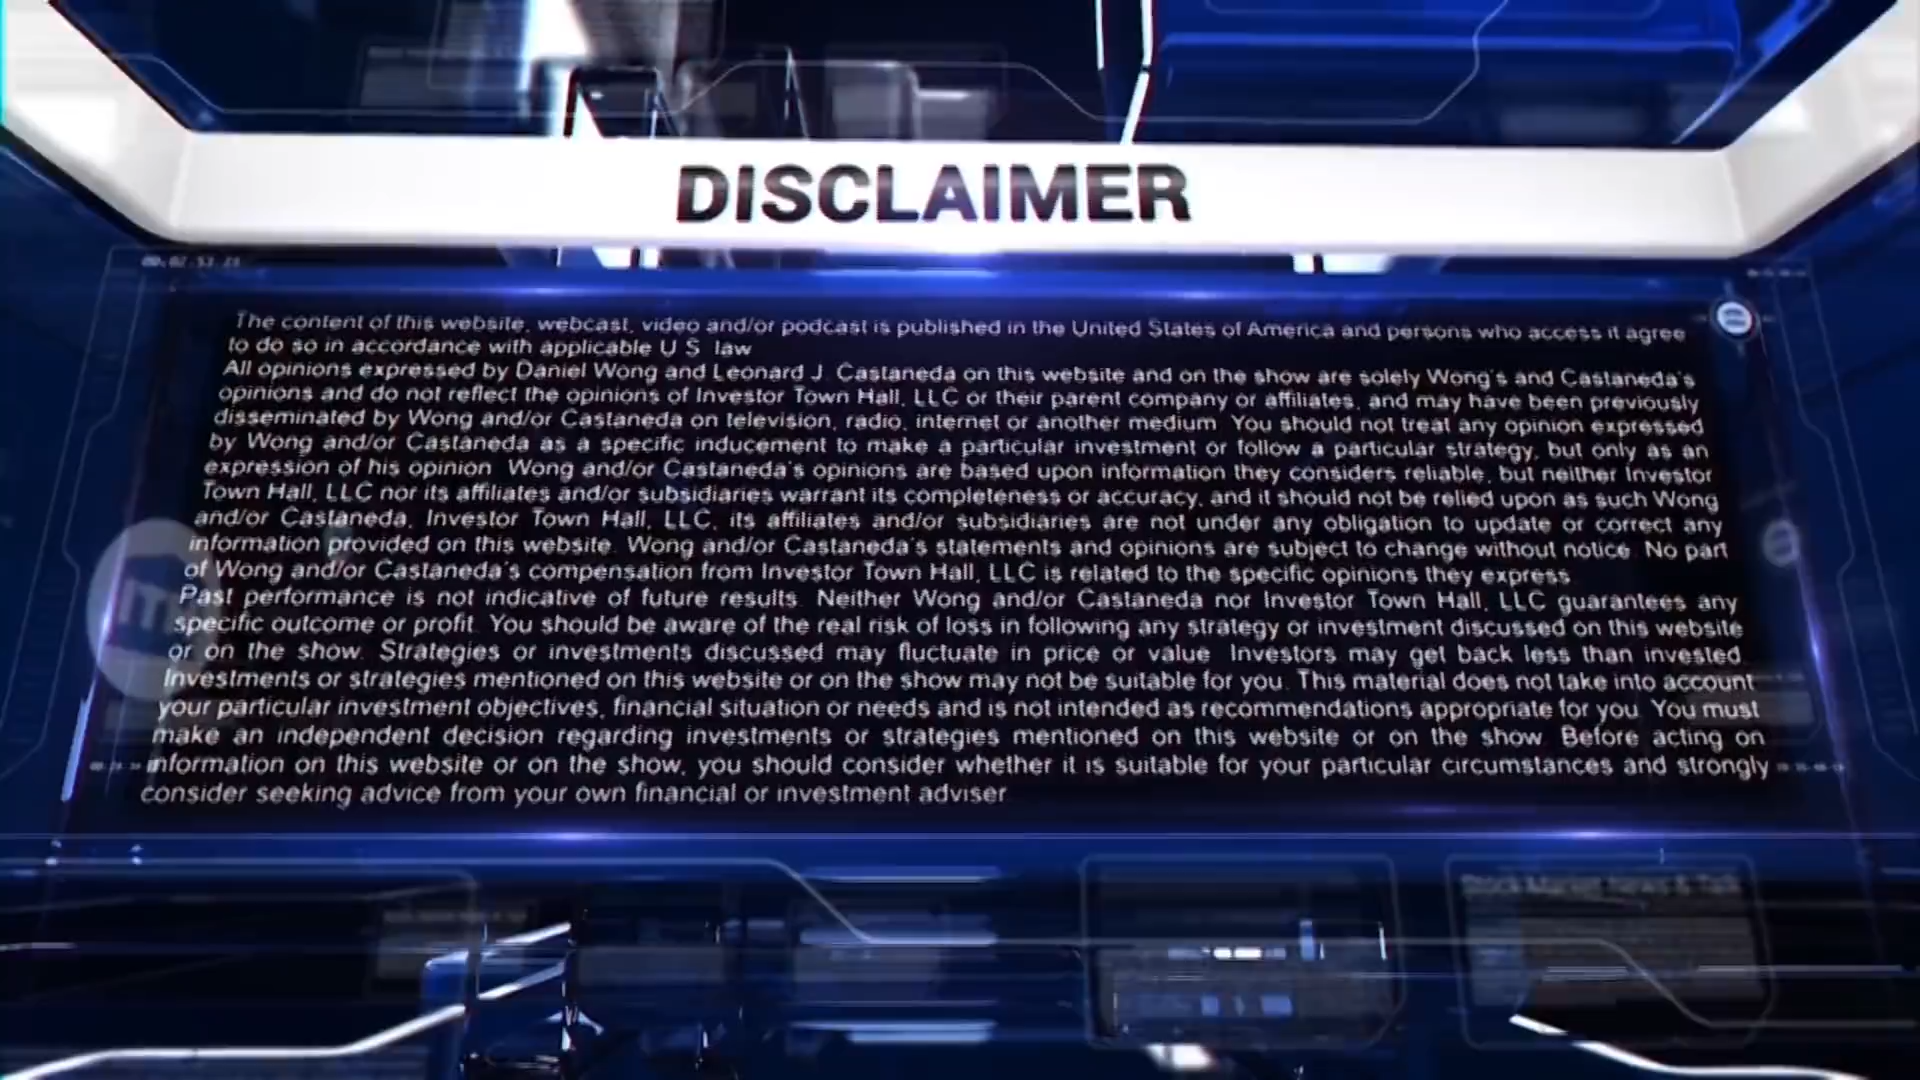 DISCLAIMER
The content of this website, webcast, video and/or podcast is published in the United States of America and persons who access it agree
to do so in accordance with applicable U S law
All opinions expressed by Daniel Wong and Leonard J. Castaneda on this website and on the show are solely Wong's and Castaneda's
opinions and do not reflect the opinions of Investor Town Hall, LLC or their parent company or affiliates, and may have been previously
disseminated by Wong and/or Castaneda on television, radio, internet or another medium You should not treat any opinion expressed
by Wong and/or Castaneda as a specific inducement to make a particular investment or follow a particular strategy, but only as an
expression of his opinion Wong and/or Castaneda's opinions are based upon information they considers reliable, but neither Investor
Town Hall, LLC nor its affiliates and/or subsidiaries warrant its completeness or accuracy, and it should not be relied upon as such Wong
and/or Castaneda, Investor Town Hall, LLC, its affiliates and/or subsidiaries are not under any obligation to update or correct any
information provided on this website. Wong and/or Castaneda's statements and opinions are subject to change without notice. No part
of Wong and/or Castaneda's compensation from Investor Town Hall, LLC is related to the specific opinions they express
Past performance is not indicative of future results. Neither Wong and/or Castaneda nor Investor Town Hall, LLC guarantees any
specific outcome or profit. You should be aware of the real risk of loss in following any strategy or investment discussed on this website
or on the show. Strategies or investments discussed may fluctuate in price or value Investors may get back less than invested
Investments or strategies mentioned on this website or on the show may not be suitable for you. This material does not take into account
your particular investment objectives, financial situation or needs and is not intended as recommendations appropriate for you. You must
make an independent decision regarding investments or strategies mentioned on this website or on the show. Before acting on
information on this website or on the show, you should consider whether it is suitable for your particular circumstances and strongly
consider seeking advice from your own financial or investment adviser
Stock Market News & Talk